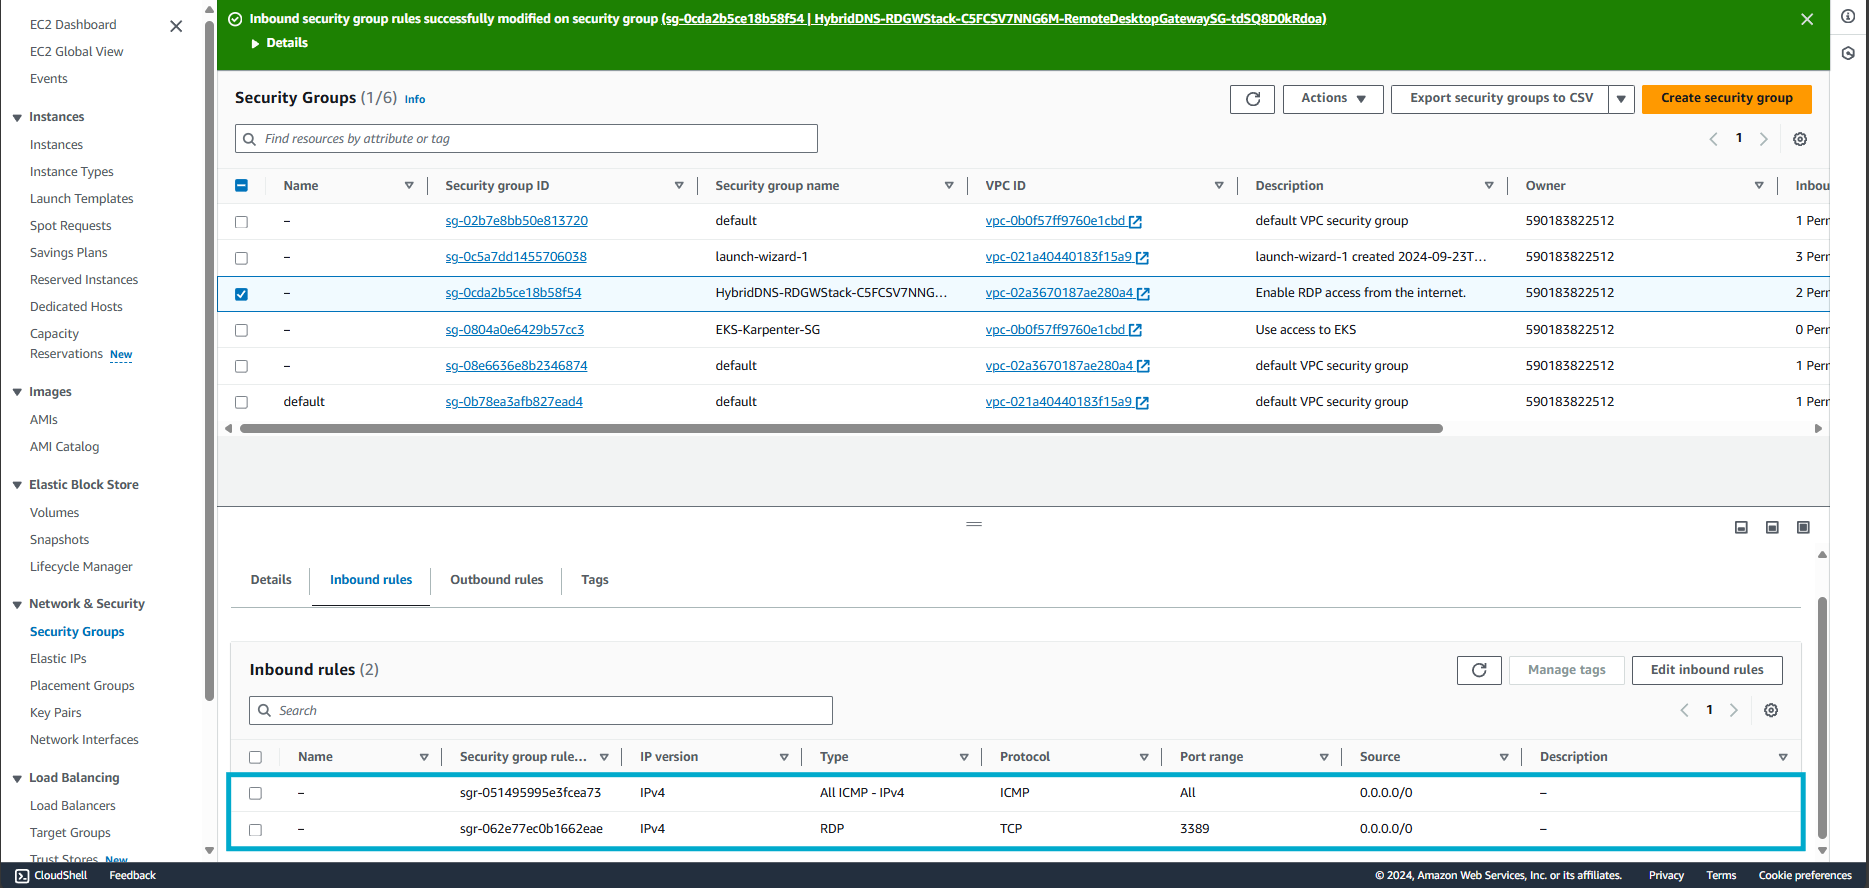 EC2 Dashboard
EC2 Global View
Events
Instances
Instances
Instance Types
Launch Templates
Spot Requests
Savings Plans
Reserved Instances
Dedicated Hosts
Capacity
Reservations New
Images
AMIs
AMI Catalog
Elastic Block Store
Volumes
Snapshots
Lifecycle Manager
Network & Security
Security Groups
Elastic IPs
Placement Groups
Key Pairs
Network Interfaces
Load Balancing
Load Balancers
Target Groups
Trust Stores New
Inbound security group rules successfully modified on security group (sg-0cda2b5ce18b58f54 | HybridDNS-RDGWStack-C5FCSV7NNG6M-RemoteDesktopGatewaySG-tdSQ8D0kRdoa)
Details
Security Groups (1/6) Info
Actions
Export security groups to CSV
Create security group
Find resources by attribute or tag
1
Name Security group ID Security group name VPC ID Description Owner Inbou
– sg-02b7e8bb50e813720 default vpc-0b0f57ff9760e1cbd default VPC security group 590183822512 1 Perr
– sg-0c5a7dd1455706038 launch-wizard-1 vpc-021a40440183f15a9 launch-wizard-1 created 2024-09-23T... 590183822512 3 Perr
– sg-0cda2b5ce18b58f54 HybridDNS-RDGWStack-C5FCSV7NNG... vpc-02a3670187ae280a4 Enable RDP access from the internet. 590183822512 2 Perr
– sg-0804a0e6429b57cc3 EKS-Karpenter-SG vpc-0b0f57ff9760e1cbd Use access to EKS 590183822512 0 Perr
– sg-08e6636e8b2346874 default vpc-02a3670187ae280a4 default VPC security group 590183822512 1 Perr
default sg-0b78ea3afb827ead4 default vpc-021a40440183f15a9 default VPC security group 590183822512 1 Perr
Details Inbound rules Outbound rules Tags
Inbound rules (2)
Manage tags
Edit inbound rules
Search
1
Name Security group rule... IP version Type Protocol Port range Source Description
– sgr-051495995e3fcea73 IPv4 All ICMP - IPv4 ICMP All 0.0.0.0/0 –
– sgr-062e77ec0b1662eae IPv4 RDP TCP 3389 0.0.0.0/0 –
CloudShell Feedback © 2024, Amazon Web Services, Inc. or its affiliates. Privacy Terms Cookie preferences